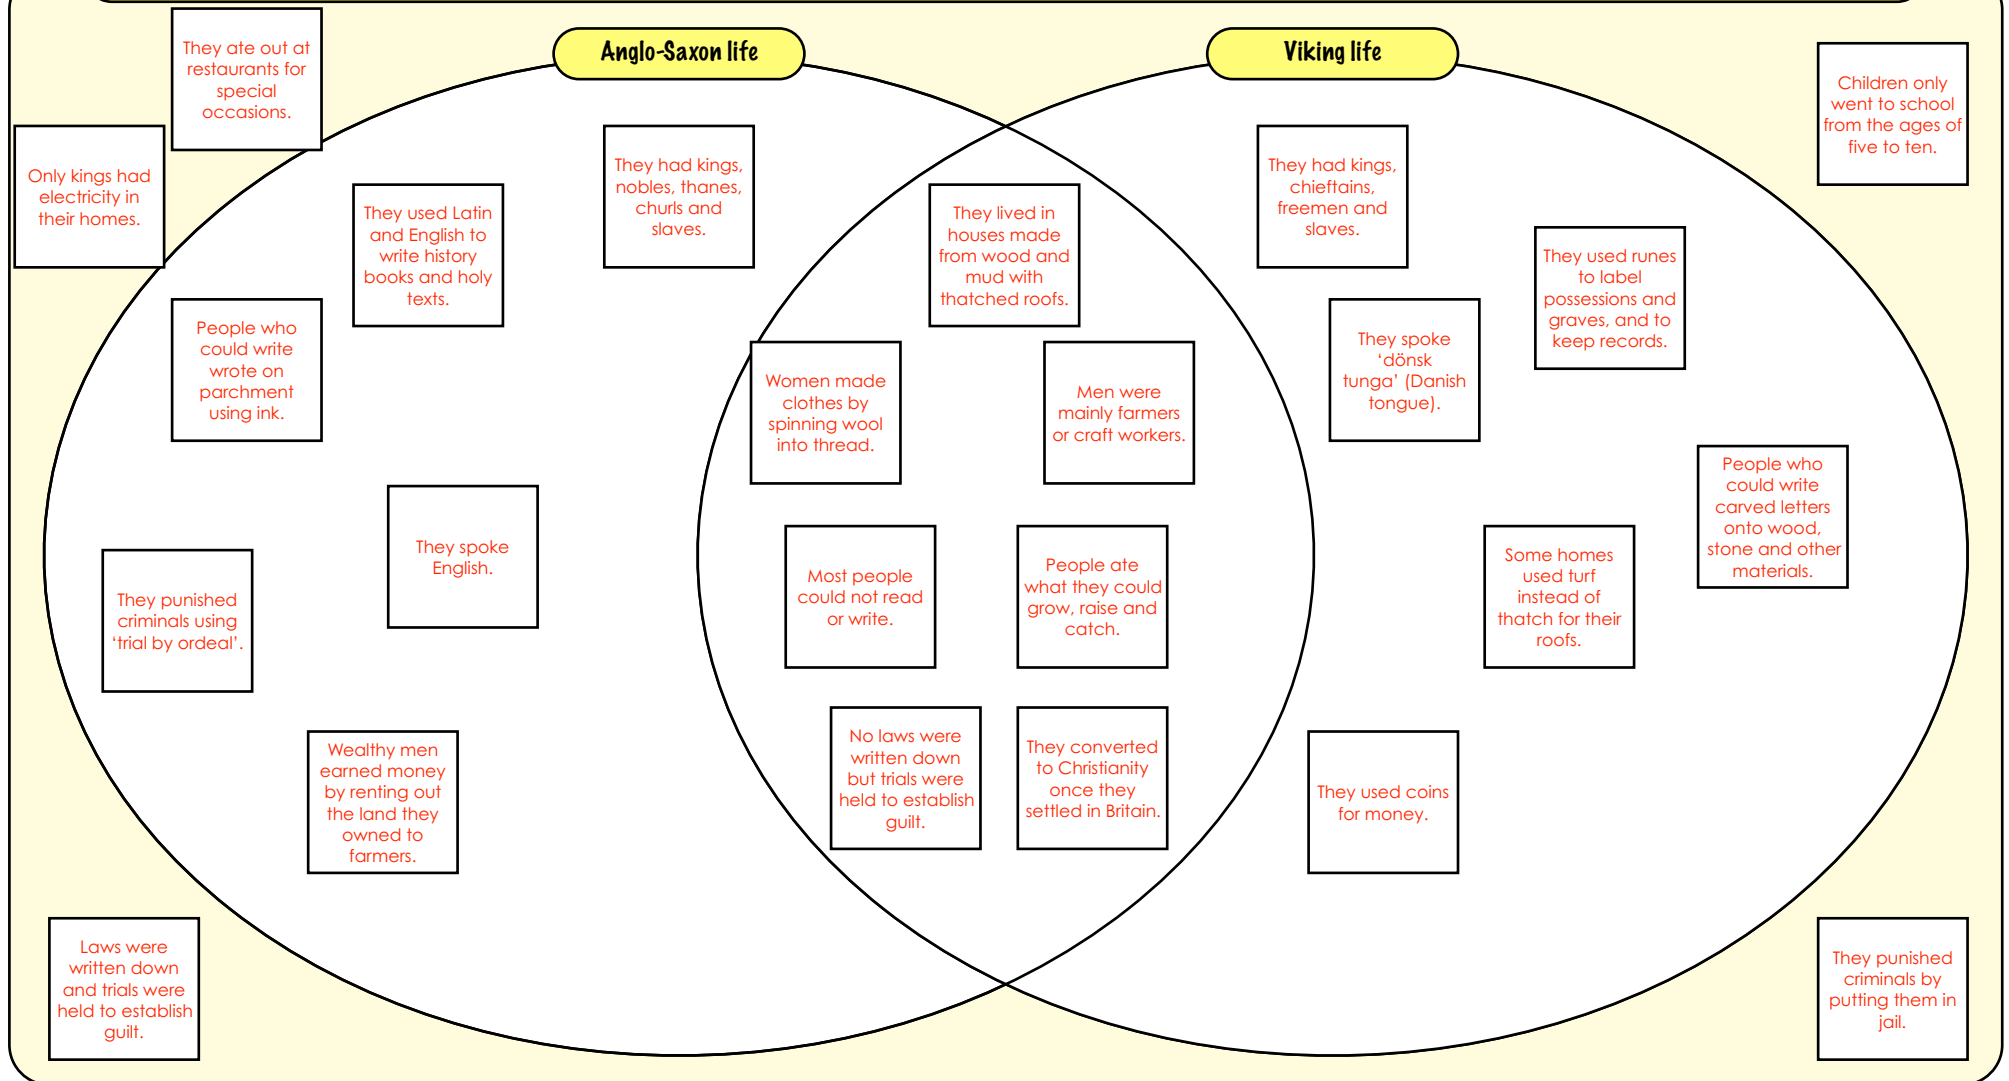 Anglo-Saxon life
Viking life
They ate out at
restaurants for
special
occasions.
Children only
went to school
from the ages of
five to ten.
Only kings had
electricity in
their homes.
They had kings,
nobles, thanes,
churls and
slaves.
They had kings,
chieftains,
freemen and
slaves.
They used Latin
and English to
write history
books and holy
texts.
They lived in
houses made
from wood and
mud with
thatched roofs.
They used runes
to label
possessions and
graves, and to
keep records.
People who
could write
wrote on
parchment
using ink.
They spoke
‘dönsk
tunga’ (Danish
tongue).
Women made
clothes by
spinning wool
into thread.
Men were
mainly farmers
or craft workers.
People who
could write
carved letters
onto wood,
stone and other
materials.
They spoke
English.
Most people
could not read
or write.
People ate
what they could
grow, raise and
catch.
Some homes
used turf
instead of
thatch for their
roofs.
They punished
criminals using
‘trial by ordeal’.
Wealthy men
earned money
by renting out
the land they
owned to
farmers.
No laws were
written down
but trials were
held to establish
guilt.
They converted
to Christianity
once they
settled in Britain.
They used coins
for money.
Laws were
written down
and trials were
held to establish
guilt.
They punished
criminals by
putting them in
jail.